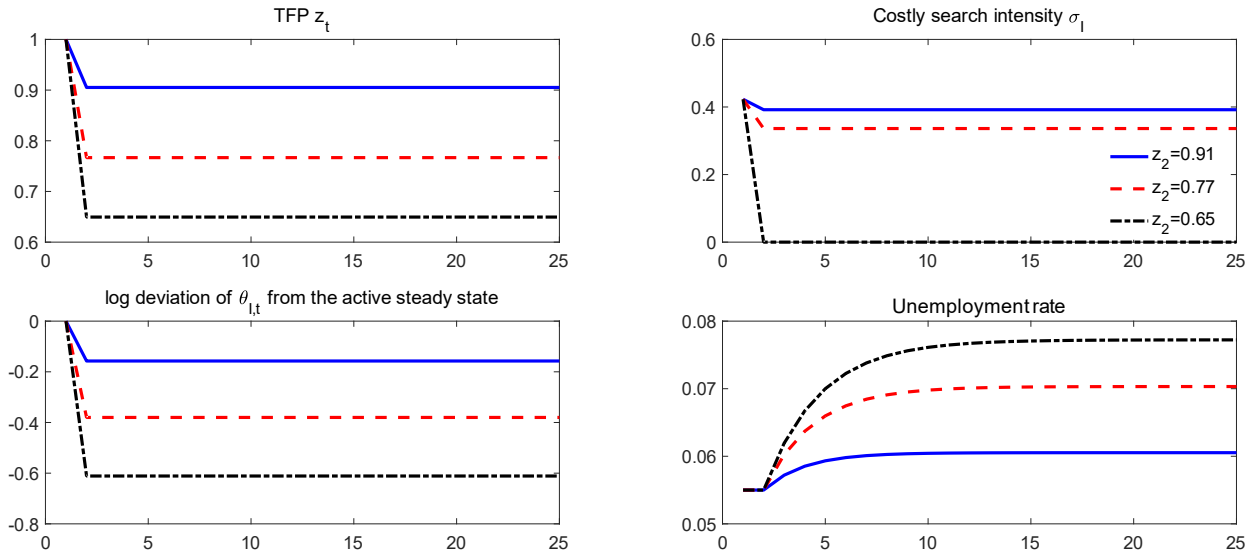 TFP z_t
1
0.9
0.8
0.7
0.6
0 5 10 15 20 25
Costly search intensity σ_I
0.6
0.4
0.2
0
0 5 10 15 20 25
z_2=0.91
z_2=0.77
z_2=0.65
log deviation of θ_{I,t} from the active steady state
0
-0.2
-0.4
-0.6
-0.8
0 5 10 15 20 25
Unemployment rate
0.08
0.07
0.06
0.05
0 5 10 15 20 25